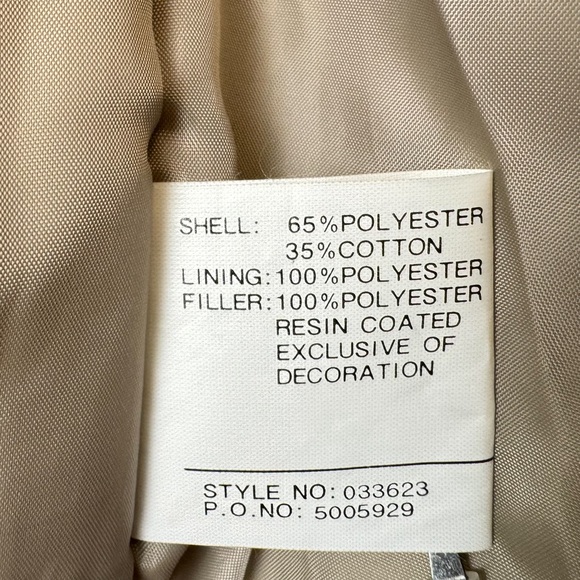 SHELL: 65%POLYESTER
35%COTTON
LINING:100%POLYESTER
FILLER:100%POLYESTER
RESIN COATED
EXCLUSIVE OF
DECORATION
STYLE NO: 033623
P.O.NO: 5005929